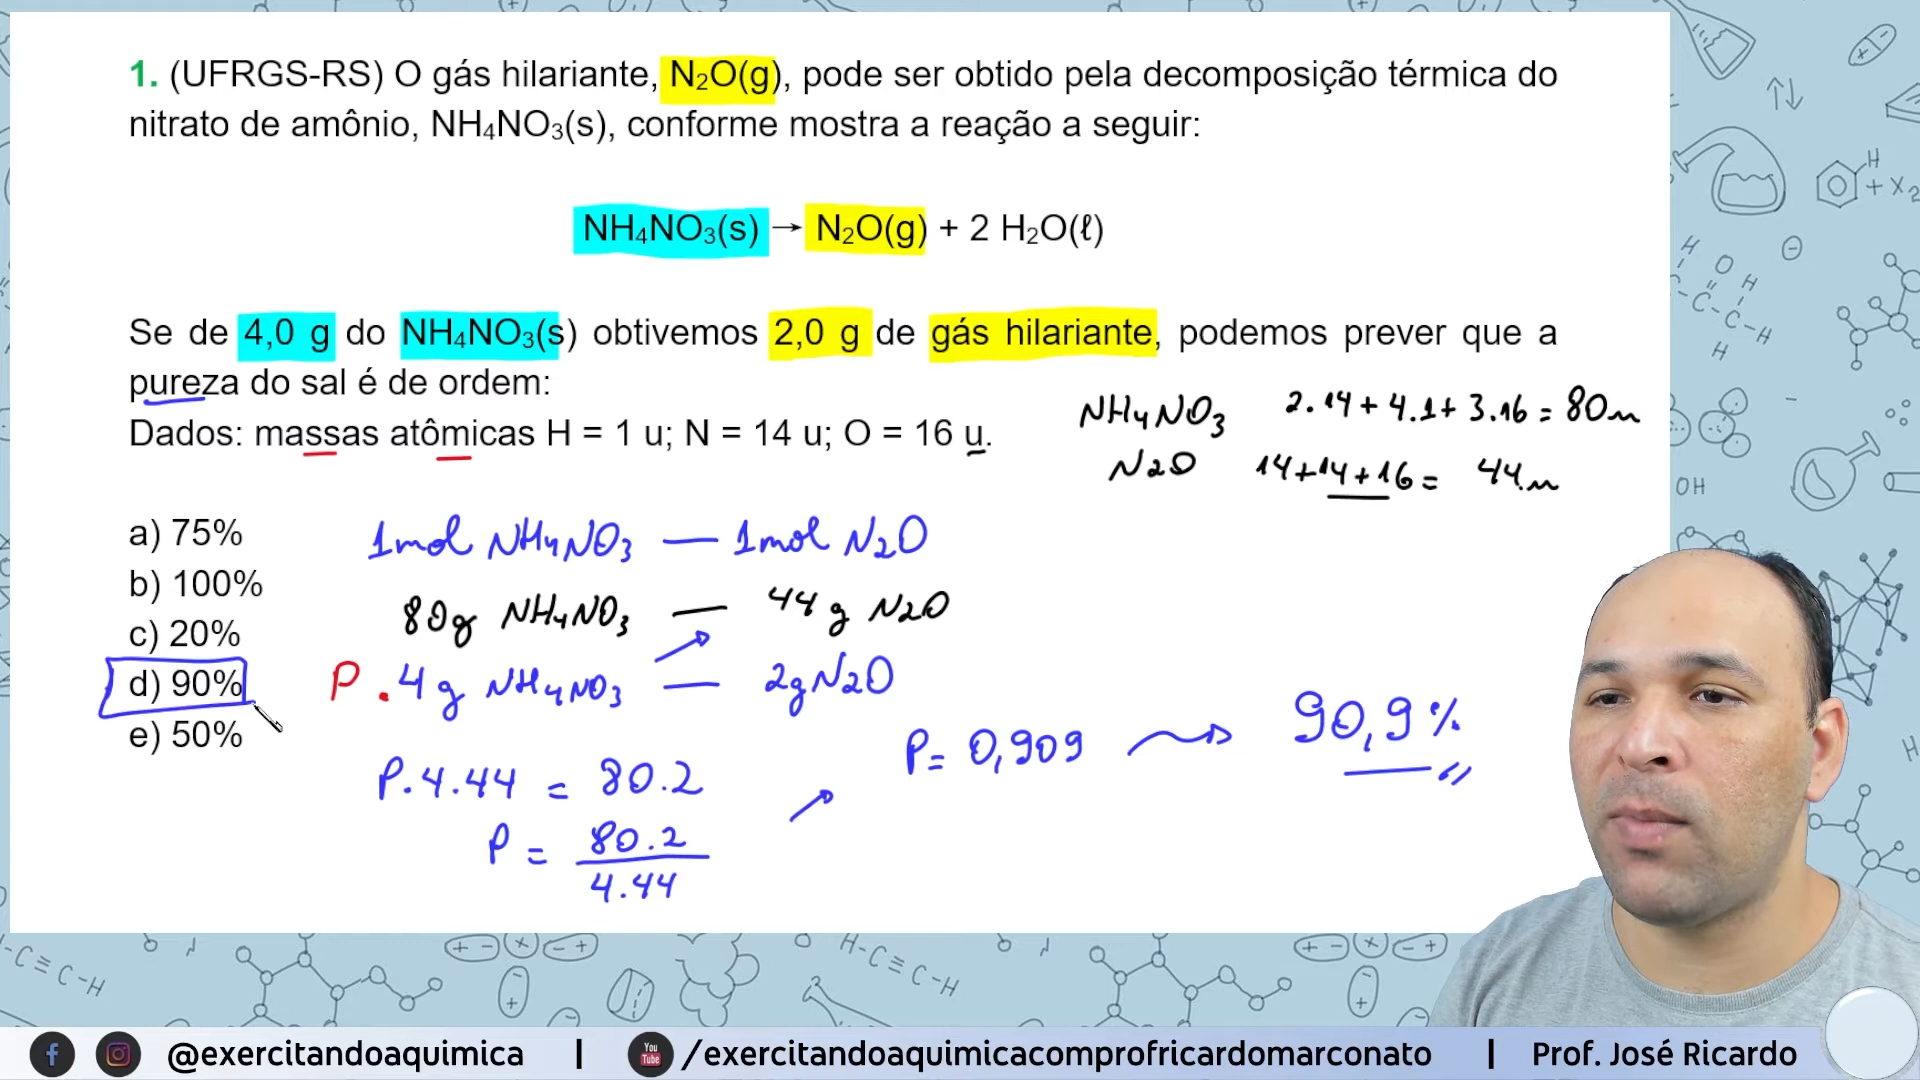 1. (UFRGS-RS) O gás hilariante, N₂O(g), pode ser obtido pela decomposição térmica do
nitrato de amônio, NH₄NO₃(s), conforme mostra a reação a seguir:
NH₄NO₃(s) → N₂O(g) + 2 H₂O(ℓ)
Se de 4,0 g do NH₄NO₃(s) obtivemos 2,0 g de gás hilariante, podemos prever que a
pureza do sal é de ordem:
Dados: massas atômicas H = 1 u; N = 14 u; O = 16 u.
NH₄NO₃ 2.14+4.1+3.16 = 80u
N₂O 14+14+16 = 44u
a) 75%
b) 100%
c) 20%
d) 90%
e) 50%
1mol NH₄NO₃ — 1mol N₂O
80g NH₄NO₃ — 44g N₂O
P.4g NH₄NO₃ — 2g N₂O
P.4.44 = 80.2
P = 80.2
4.44
P = 0,909
90,9%
H
+ X₂
H
O
H
-C-C-C-H
H
OH
H
-C≡C-H
H-C≡C-H
@exercitandoaquimica | You Tube /exercitandoaquimicacomprofricardomarconato | Prof. José Ricardo